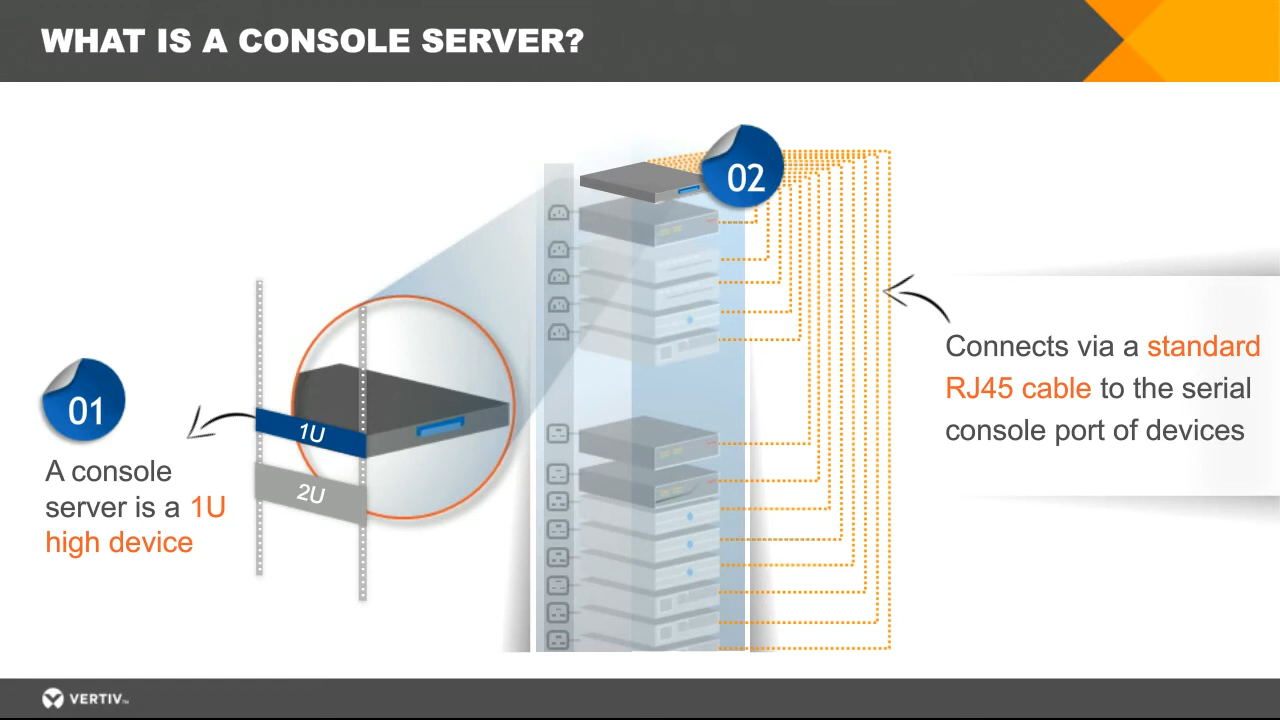 WHAT IS A CONSOLE SERVER?
02
01
1U
2U
A console
server is a 1U
high device
Connects via a standard
RJ45 cable to the serial
console port of devices
VERTIV™